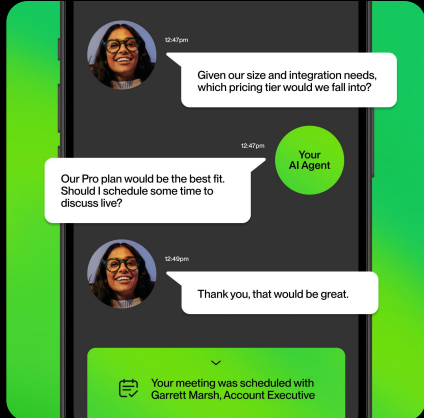 12:47pm
Given our size and integration needs,
which pricing tier would we fall into?
12:47pm
Your
AI Agent
Our Pro plan would be the best fit.
Should I schedule some time to
discuss live?
12:49pm
Thank you, that would be great.
Your meeting was scheduled with
Garrett Marsh, Account Executive